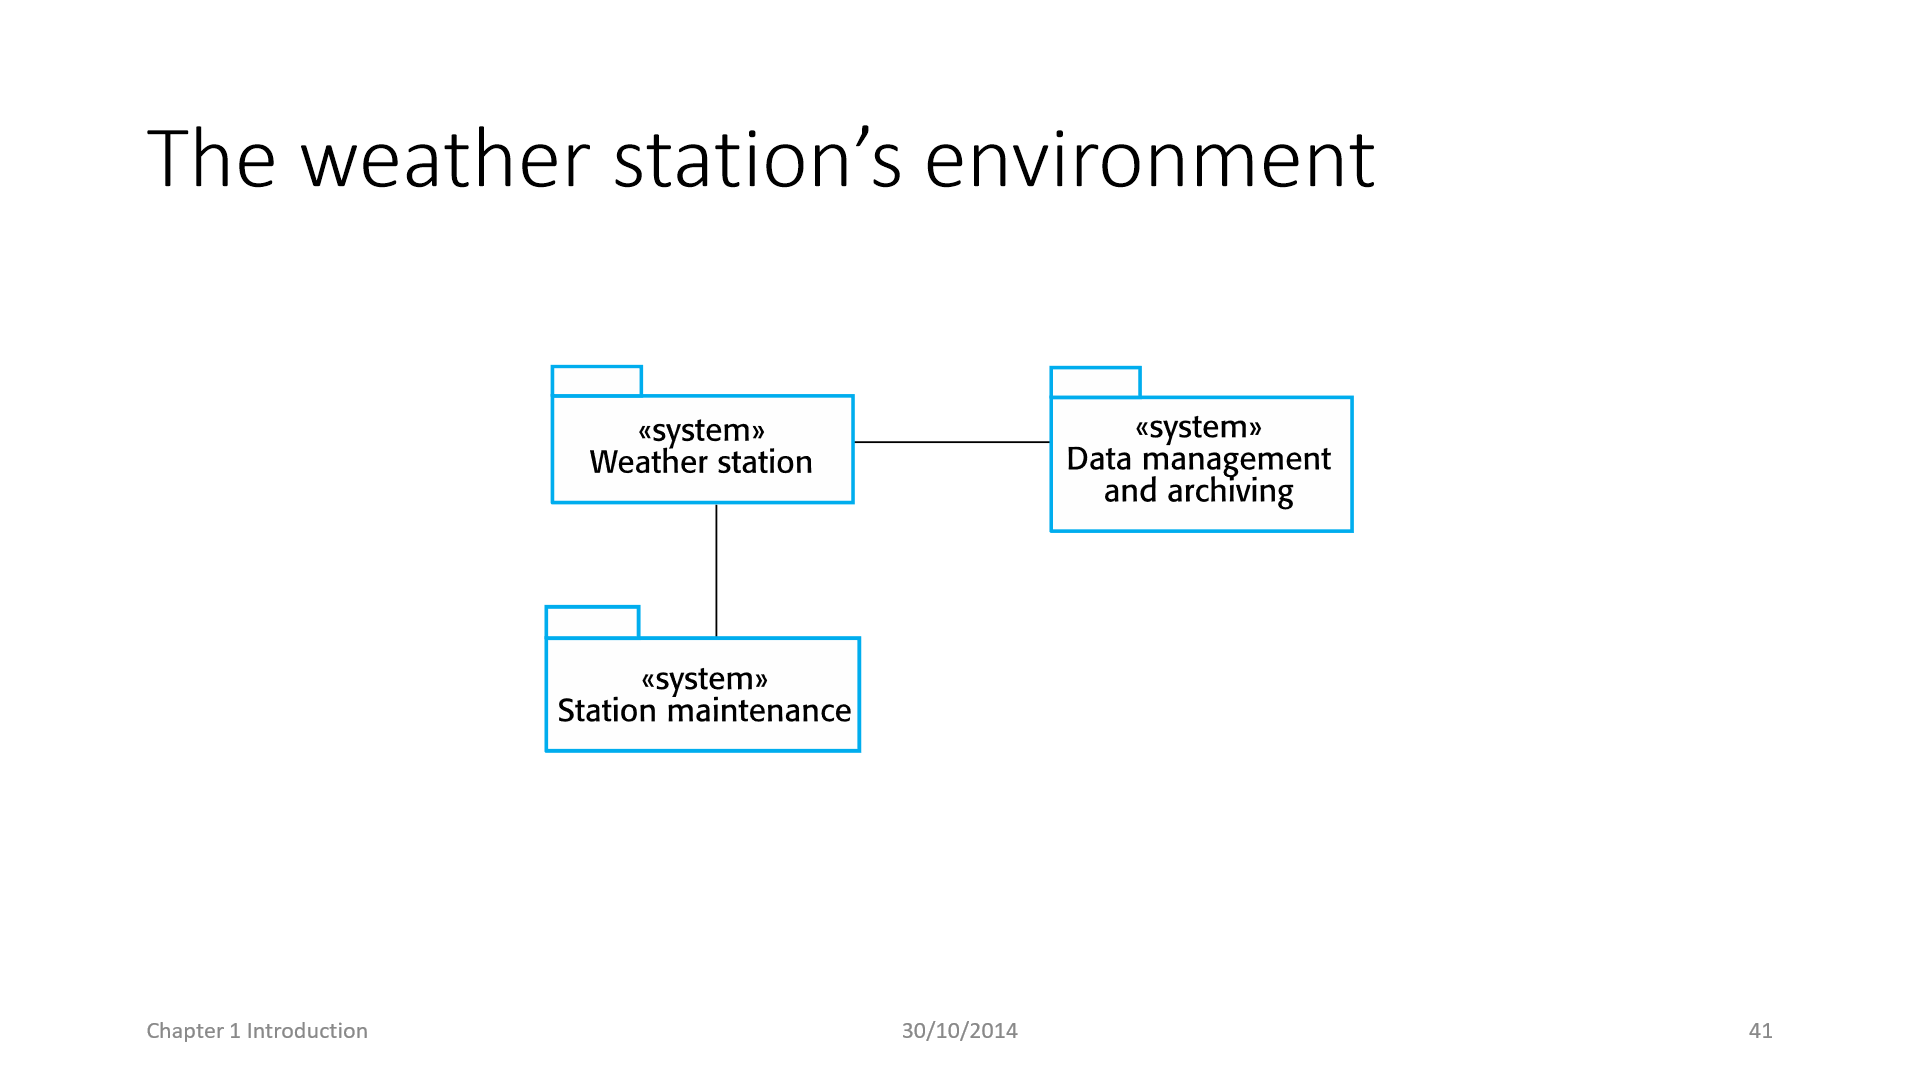 The weather station’s environment
«system»
Weather station
«system»
Data management
and archiving
«system»
Station maintenance
Chapter 1 Introduction
30/10/2014
41